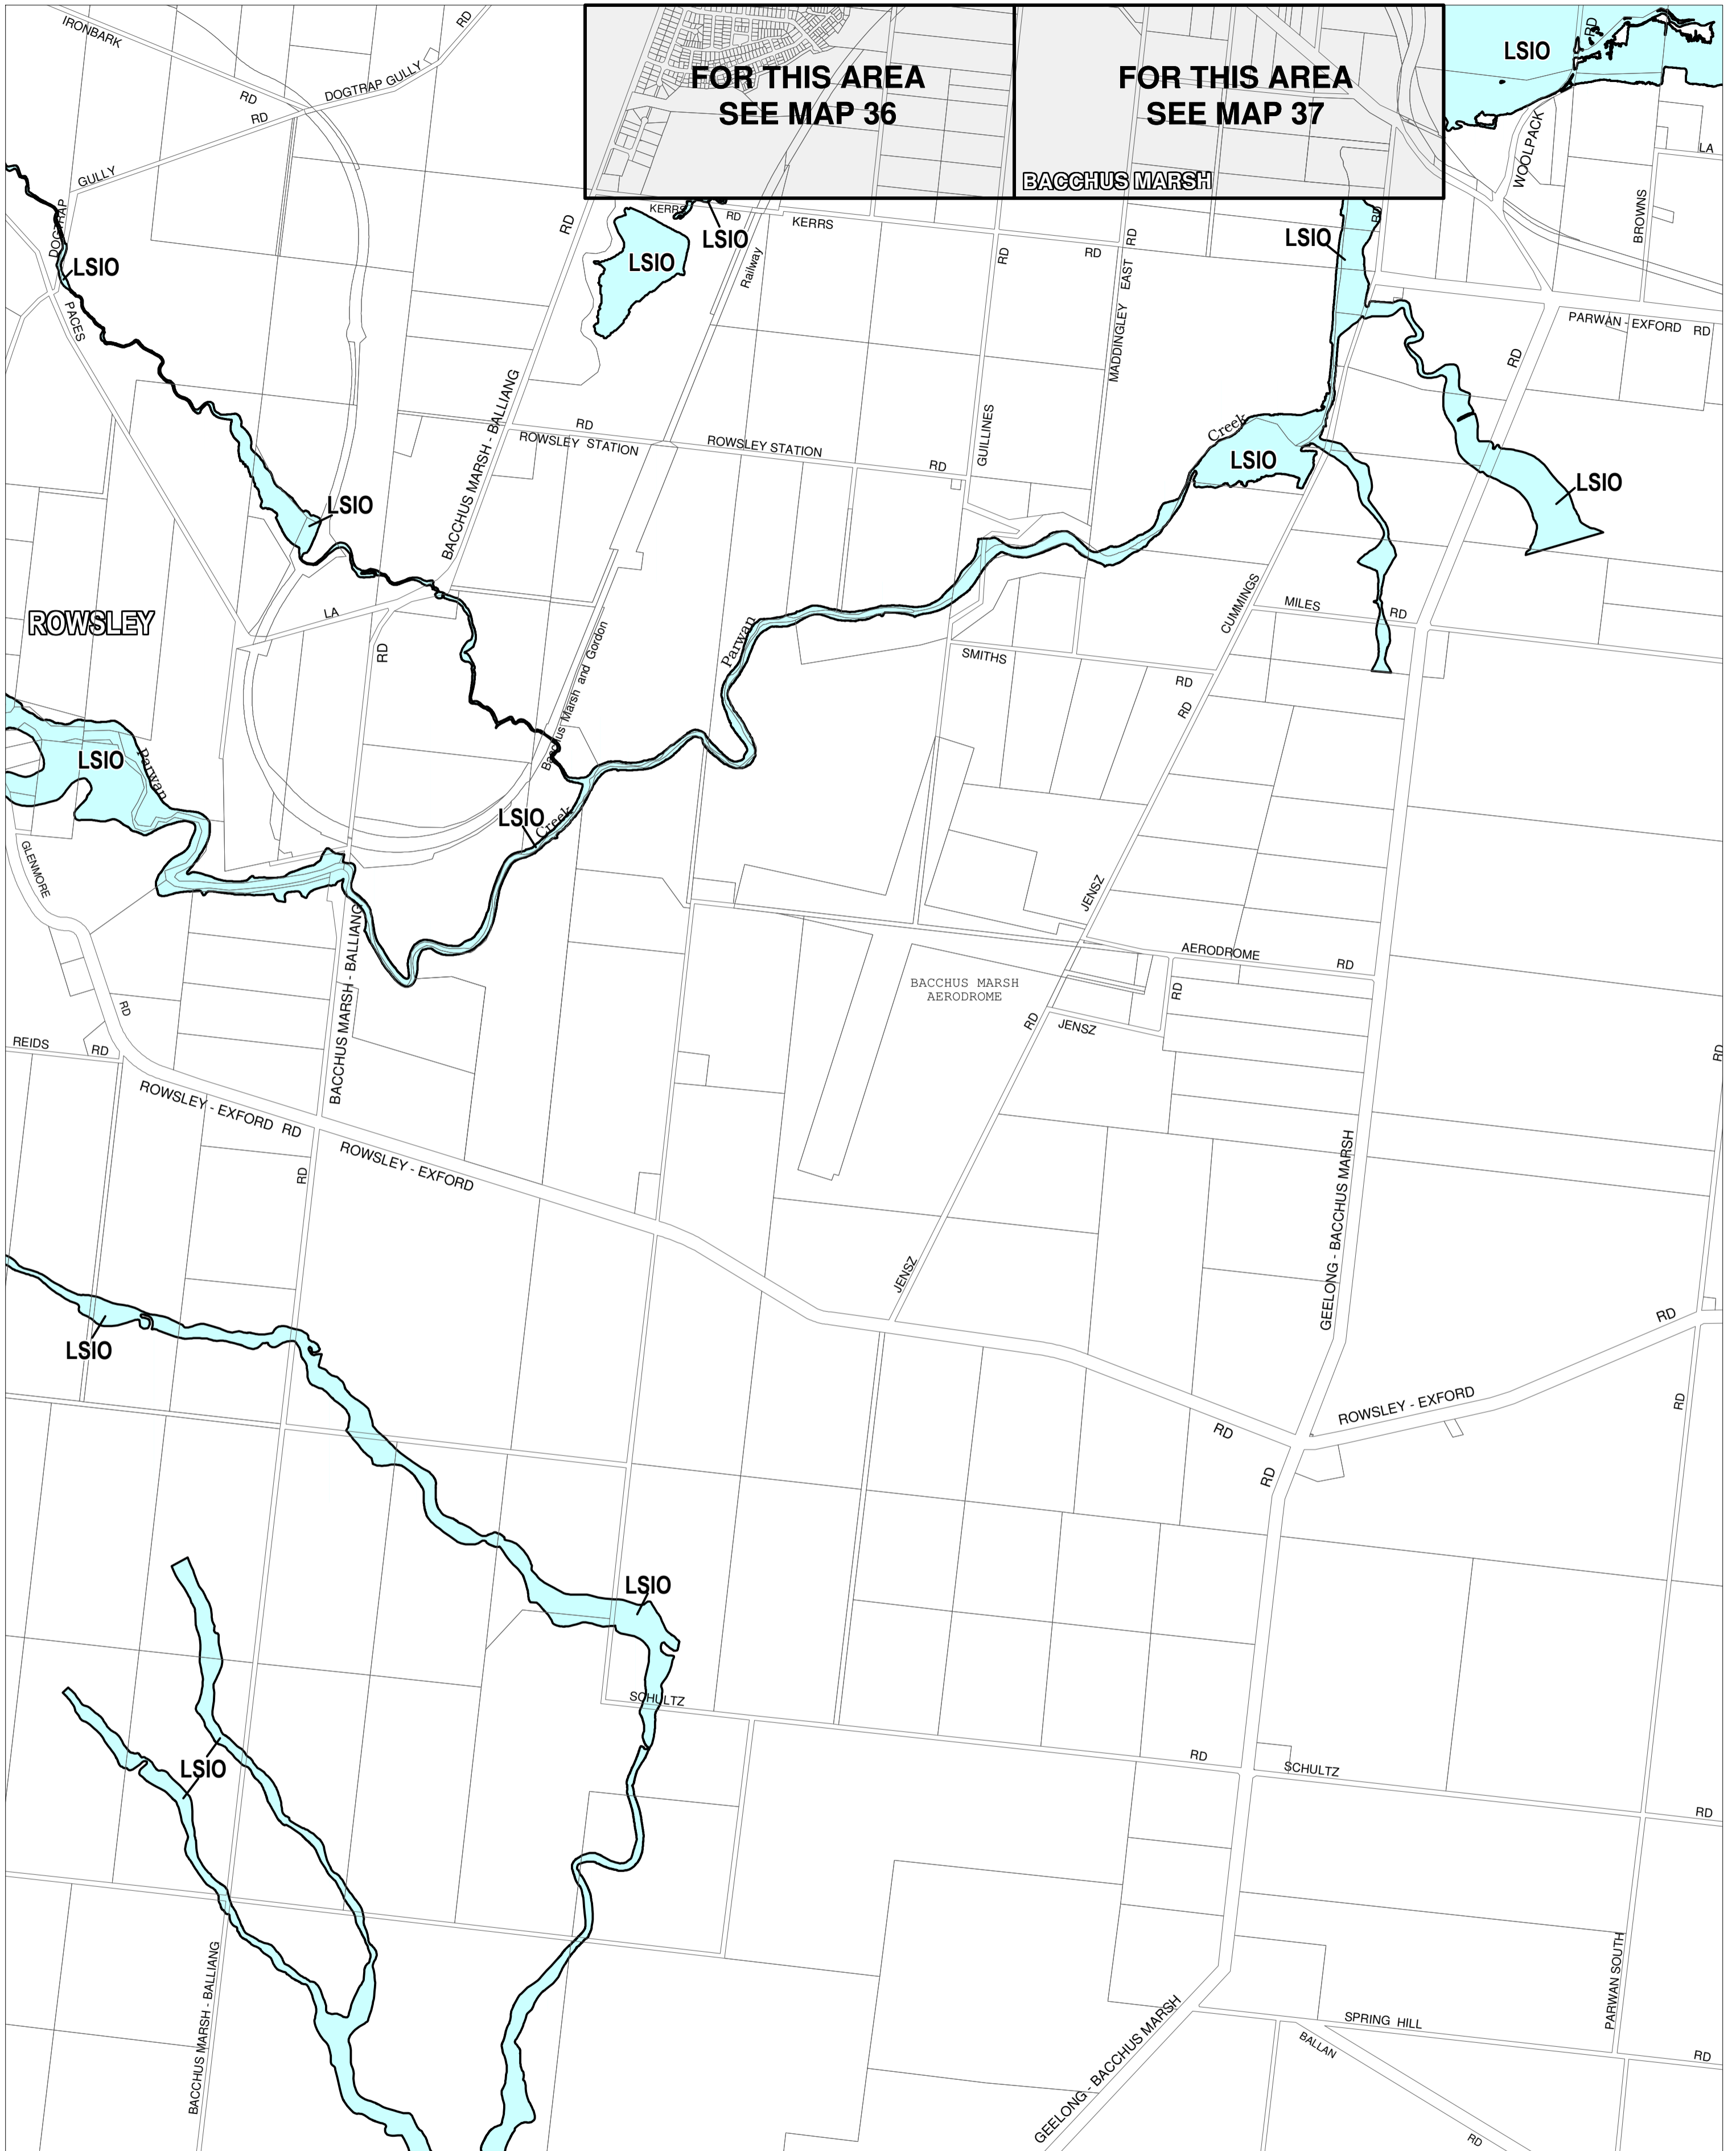 IRONBARK
RD
DOGTRAP GULLY
RD
RD
GULLY
DOGTRAP
LSIO
PACES
FOR THIS AREA
SEE MAP 36
FOR THIS AREA
SEE MAP 37
BACCHUS MARSH
LSIO
RD
WOOLPACK
LA
BROWNS
RD
KERRS
RD
KERRS
RD
LSIO
LSIO
Railway
RD
MADDINGLEY EAST
RD
LSIO
RD
PARWAN - EXFORD RD
RD
BACCHUS MARSH - BALLIANG
RD
ROWSLEY STATION
ROWSLEY STATION
RD
GUILLINES
Creek
LSIO
LSIO
LSIO
ROWSLEY
LA
RD
Bacchus Marsh and Gordon
Parwan
CUMMINGS
MILES
RD
SMITHS
RD
RD
LSIO
Parwan
LSIO
Creek
GLENMORE
RD
BACCHUS MARSH - BALLIANG
JENSZ
AERODROME
RD
BACCHUS MARSH
AERODROME
RD
RD
JENSZ
REIDS
RD
RD
ROWSLEY - EXFORD RD
ROWSLEY - EXFORD
RD
GEELONG - BACCHUS MARSH
JENSZ
RD
LSIO
ROWSLEY - EXFORD
RD
RD
RD
LSIO
SCHULTZ
LSIO
RD
SCHULTZ
RD
BACCHUS MARSH - BALLIANG
PARWAN SOUTH
GEELONG - BACCHUS MARSH
SPRING HILL
BALLAN
RD
RD